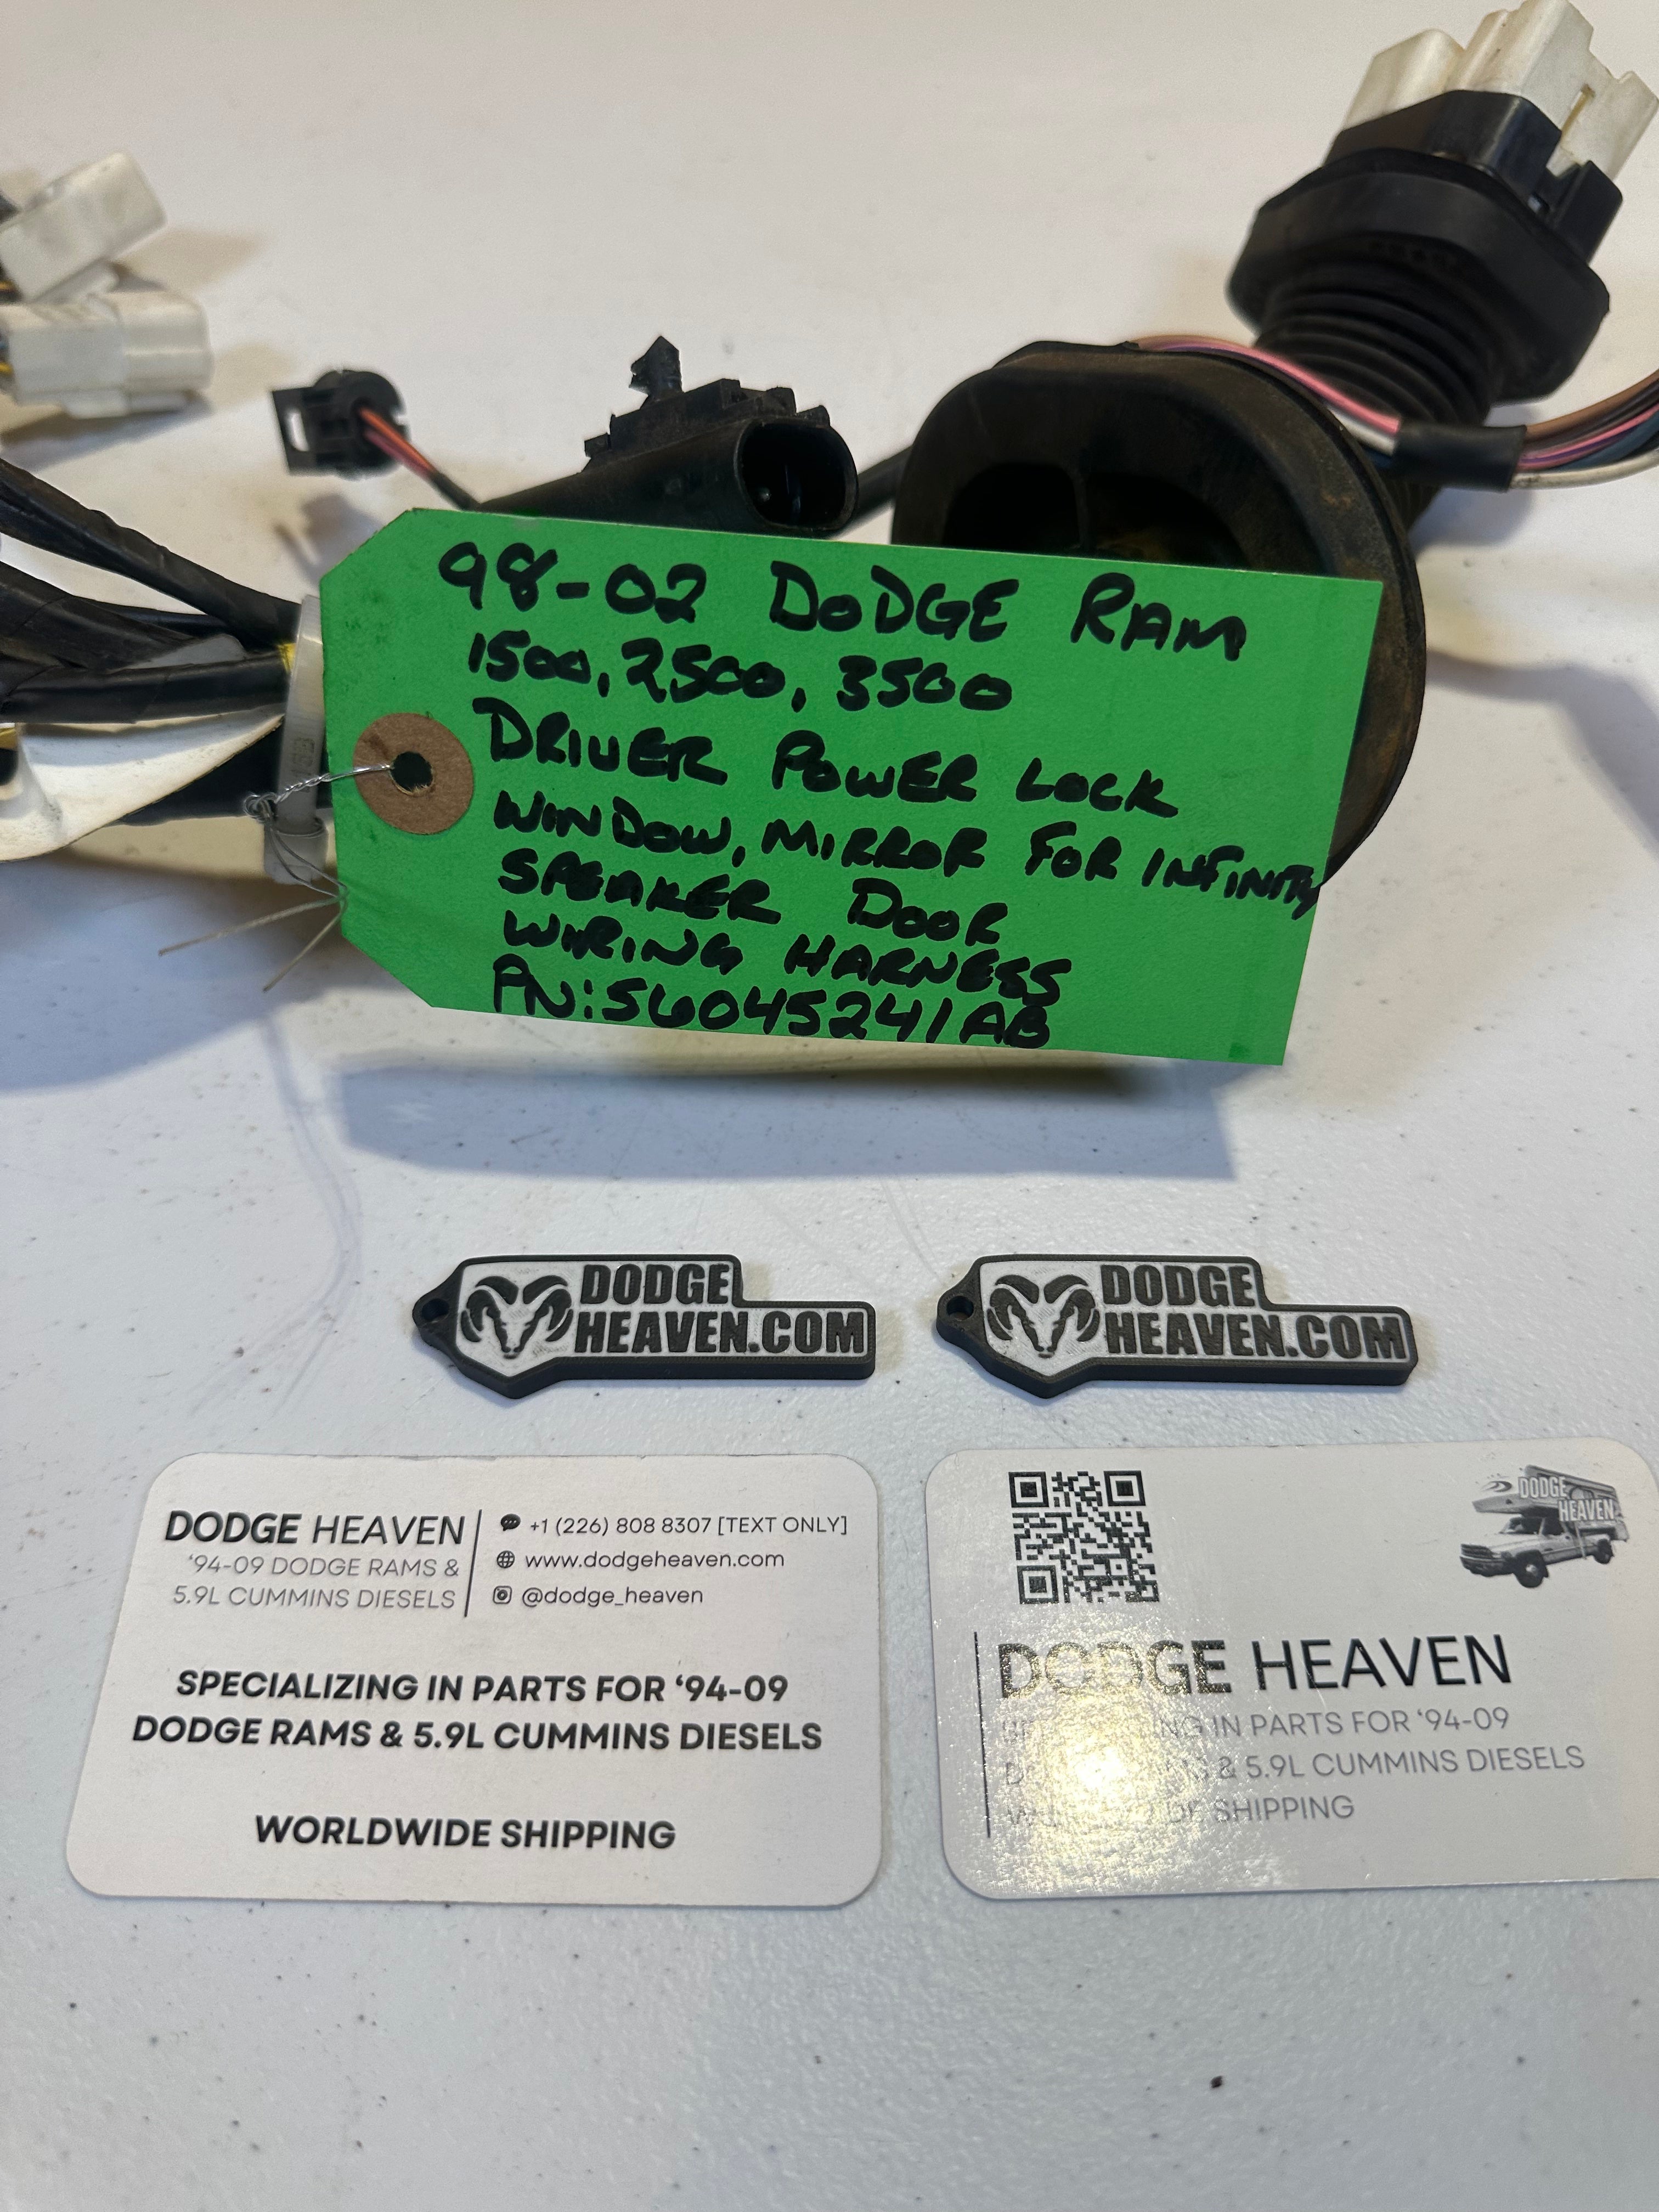 98-02 DODGE RAM
1500, 2500, 3500
DRIVER POWER LOCK
WINDOW, MIRROR FOR INFINITY
SPEAKER DOOR
WIRING HARNESS
PN: 56045241AB
DODGE
HEAVEN.COM
DODGE
HEAVEN.COM
DODGE HEAVEN
'94-09 DODGE RAMS &
5.9L CUMMINS DIESELS
+1 (226) 808 8307 [TEXT ONLY]
www.dodgeheaven.com
@dodge_heaven
SPECIALIZING IN PARTS FOR '94-09
DODGE RAMS & 5.9L CUMMINS DIESELS
WORLDWIDE SHIPPING
DODGE
HEAVEN
DODGE HEAVEN
IN PARTS FOR '94-09
& 5.9L CUMMINS DIESELS
SHIPPING